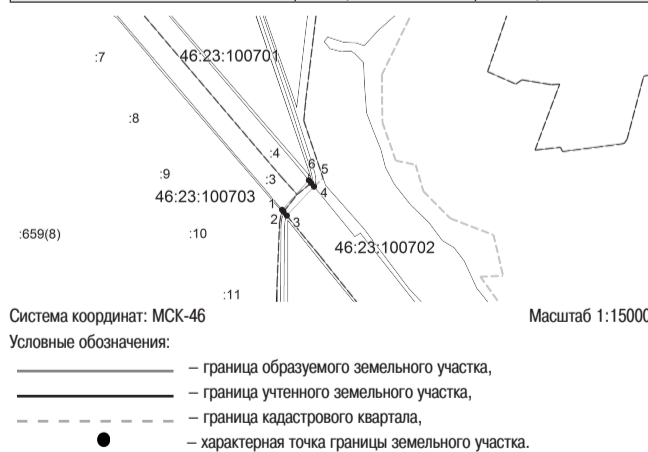 46:23:100701
:7
:8
:4
6
5
:9
:3
4
46:23:100703
1
2
3
:659(8)
:10
46:23:100702
:11
Система координат: МСК-46
Масштаб 1:15000
Условные обозначения:
– граница образуемого земельного участка,
– граница учтенного земельного участка,
– граница кадастрового квартала,
– характерная точка границы земельного участка.